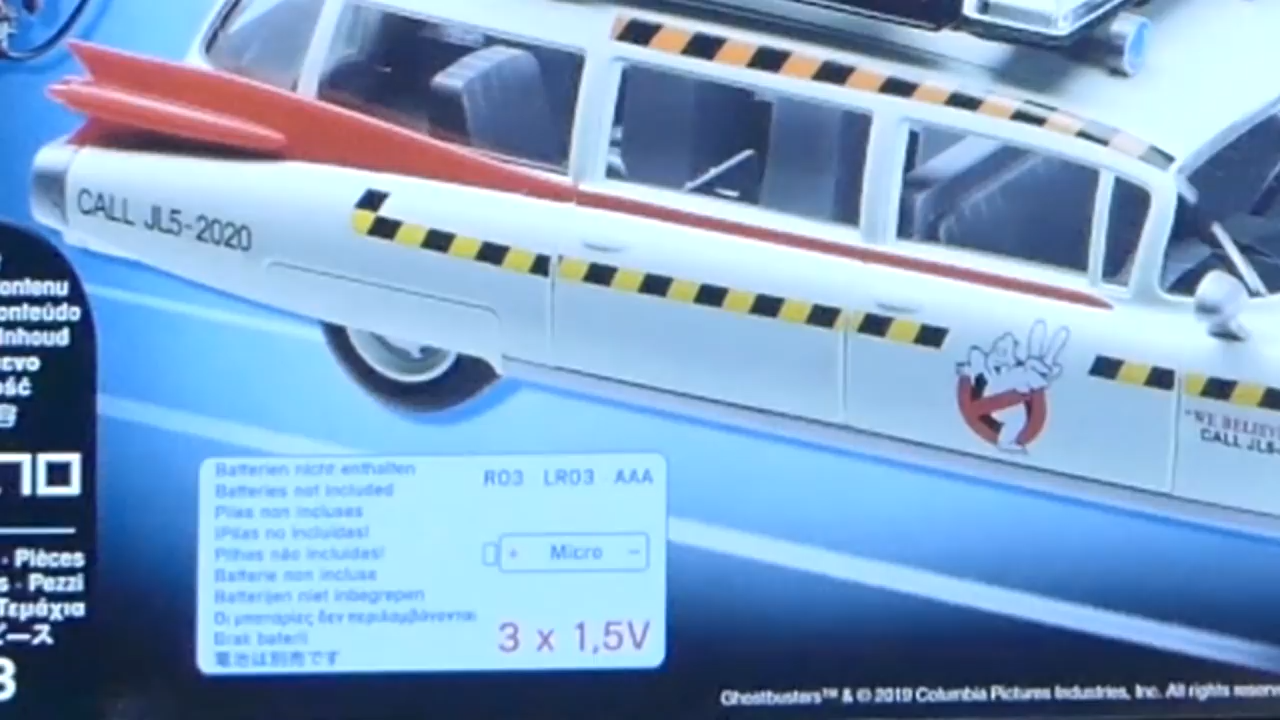 CALL JL5-2020
CALL JL5-
ontenu
onteúdo
Inhoud
容
· Pièces
s · Pezzi
Τεμάχια
ピース
3
Batterien nicht enthalten
Batteries not included
Piles non incluses
¡Pilas no incluidas!
Pilhas não incluídas!
Batterie non incluse
Batterijen niet inbegrepen
Οι μπαταρίες δεν περιλαμβάνονται
Brak baterii
電池は別売です
R03 LR03 AAA
+ Micro −
3 x 1,5V
Ghostbusters™ & © 2019 Columbia Pictures Industries, Inc. All rights